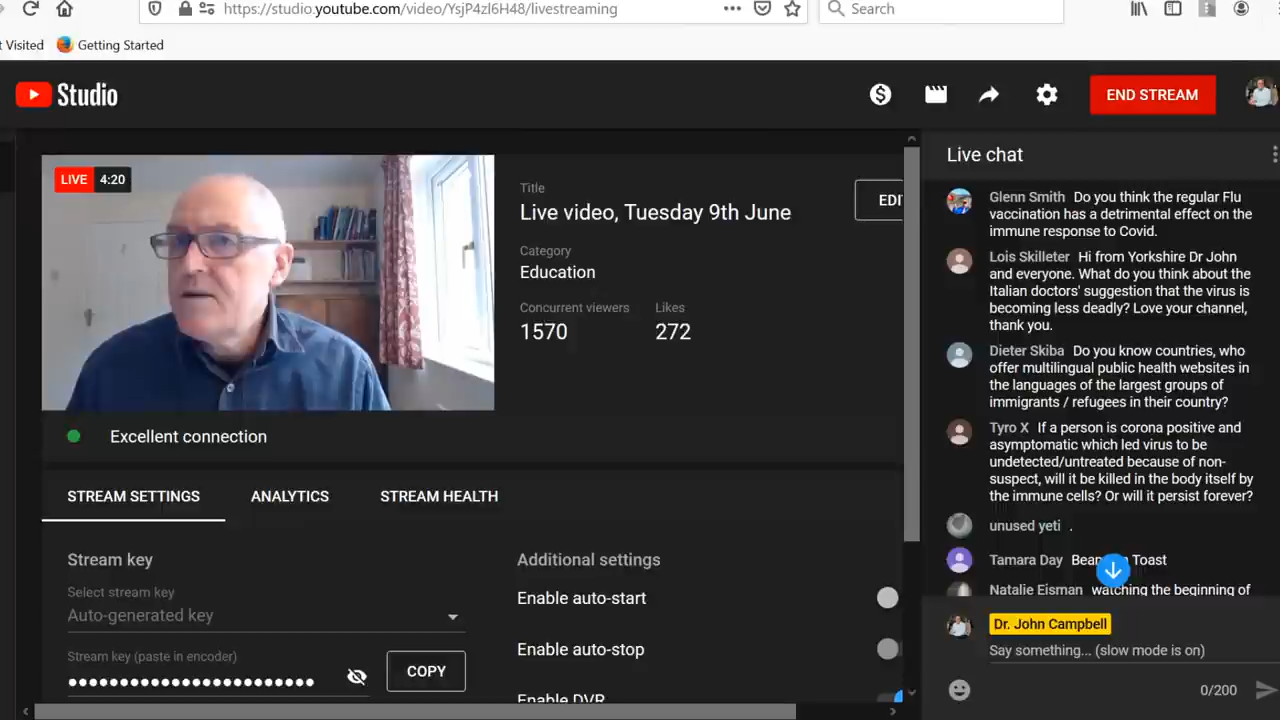 https://studio.youtube.com/video/YsjP4zI6H48/livestreaming
Search
t Visited
Getting Started
Studio
END STREAM
LIVE 4:20
Title
Live video, Tuesday 9th June
EDI
Category
Education
Concurrent viewers
Likes
1570
272
Excellent connection
STREAM SETTINGS
ANALYTICS
STREAM HEALTH
Stream key
Select stream key
Auto-generated key
Stream key (paste in encoder)
COPY
Additional settings
Enable auto-start
Enable auto-stop
Enable DVR
Live chat
Glenn Smith Do you think the regular Flu
vaccination has a detrimental effect on the
immune response to Covid.
Lois Skilleter Hi from Yorkshire Dr John
and everyone. What do you think about the
Italian doctors' suggestion that the virus is
becoming less deadly? Love your channel,
thank you.
Dieter Skiba Do you know countries, who
offer multilingual public health websites in
the languages of the largest groups of
immigrants / refugees in their country?
Tyro X If a person is corona positive and
asymptomatic which led virus to be
undetected/untreated because of non-
suspect, will it be killed in the body itself by
the immune cells? Or will it persist forever?
unused yeti .
Tamara Day Toast
Natalie Eisman watching the beginning of
Dr. John Campbell
Say something... (slow mode is on)
0/200